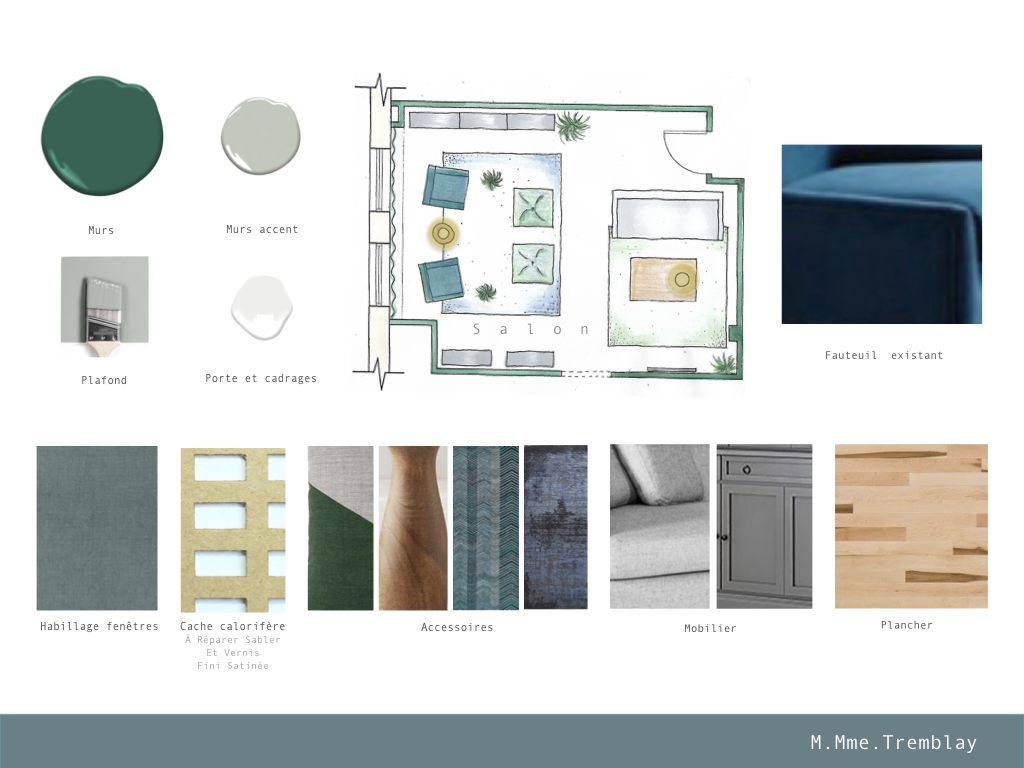 Murs
Murs accent
Plafond
Porte et cadrages
Salon
Fauteuil existant
Habillage fenêtres
Cache calorifère
À Réparer Sabler
Et Vernis
Fini Satinée
Accessoires
Mobilier
Plancher
M.Mme.Tremblay